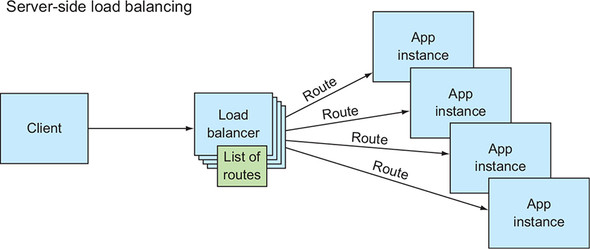 Server-side load balancing
Client
Load
balancer
List of
routes
Route
Route
Route
Route
App
instance
App
instance
App
instance
App
instance